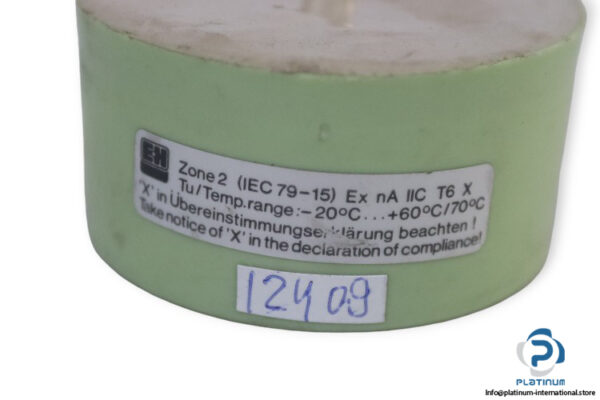 EH
Zone 2 (IEC 79-15) Ex nA IIC T6 X
Tu/Temp.range:-20°C...+60°C/70°C
'X' in Übereinstimmungserklärung beachten!
Take notice of 'X' in the declaration of compliance!
12409
PLATINUM
Info@platinum-international.store